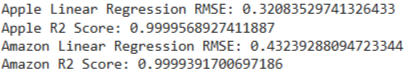 Apple Linear Regression RMSE: 0.32083529741326433
Apple R2 Score: 0.9999568927411887
Amazon Linear Regression RMSE: 0.43239288094723344
Amazon R2 Score: 0.9999391700697186